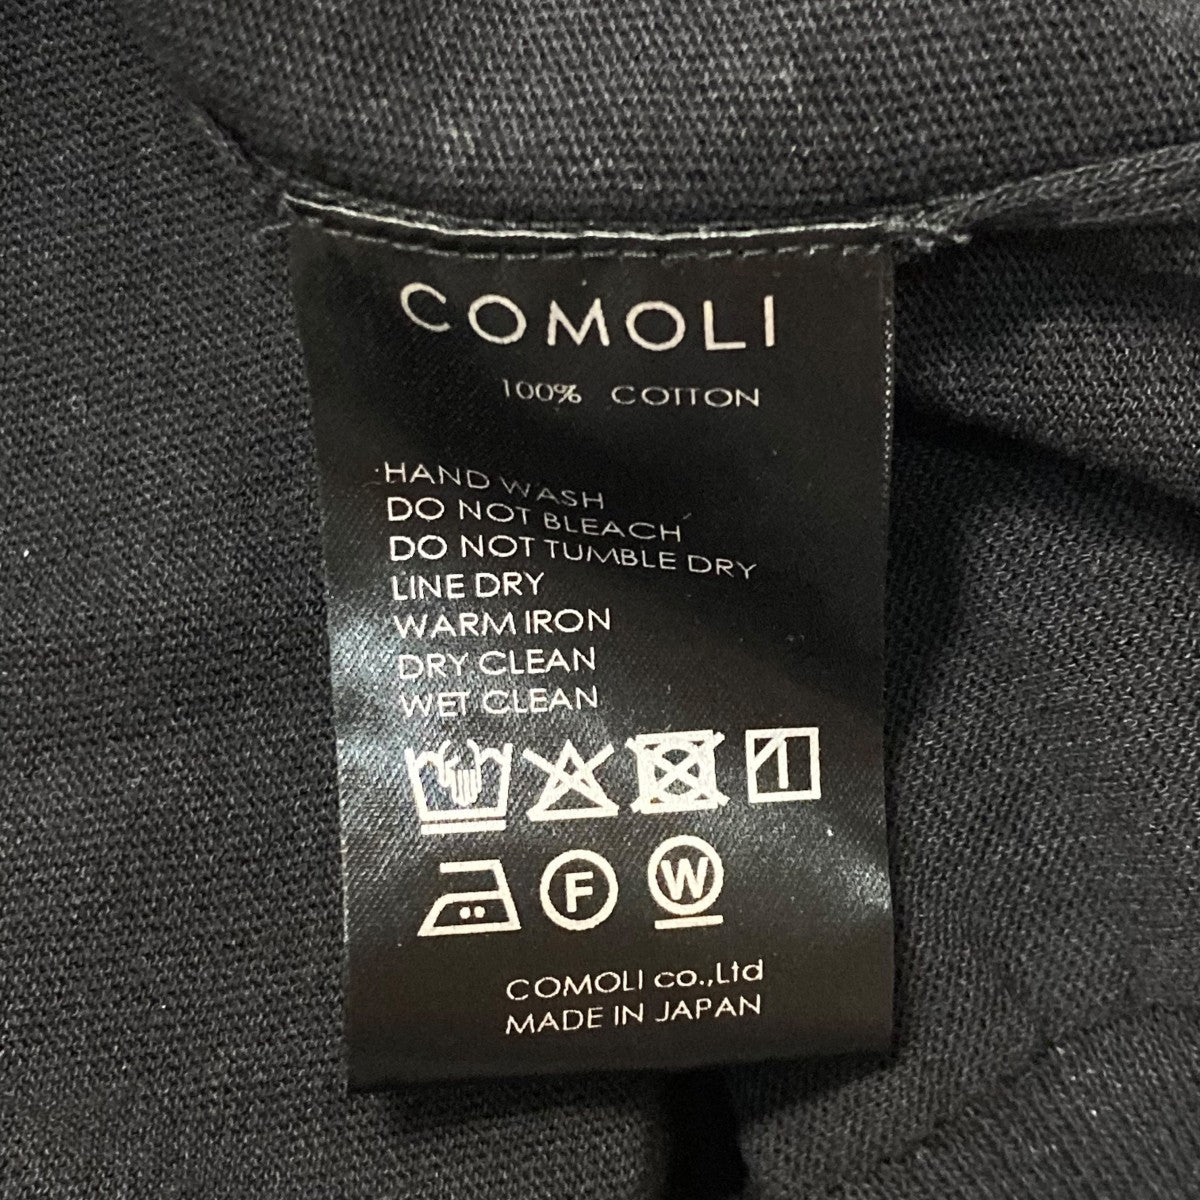 COMOLI
100% COTTON
HAND WASH
DO NOT BLEACH
DO NOT TUMBLE DRY
LINE DRY
WARM IRON
DRY CLEAN
WET CLEAN
F W
COMOLI co.,Ltd
MADE IN JAPAN